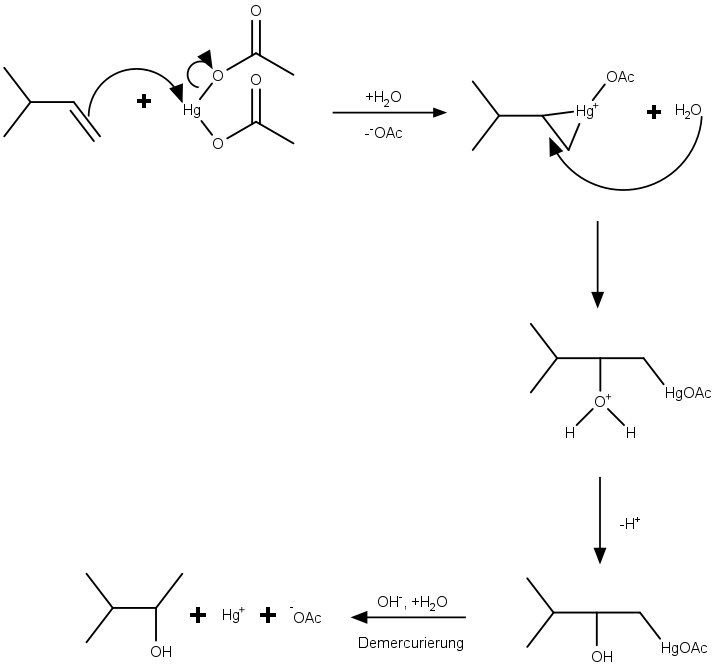 O
O
O
Hg
O
+
+H₂O
-⁻OAc
OAc
Hg⁺
+
H₂O
HgOAc
O⁺
H
H
-H⁺
OH
+
Hg⁺
+
⁻OAc
OH⁻, +H₂O
Demercurierung
OH
HgOAc